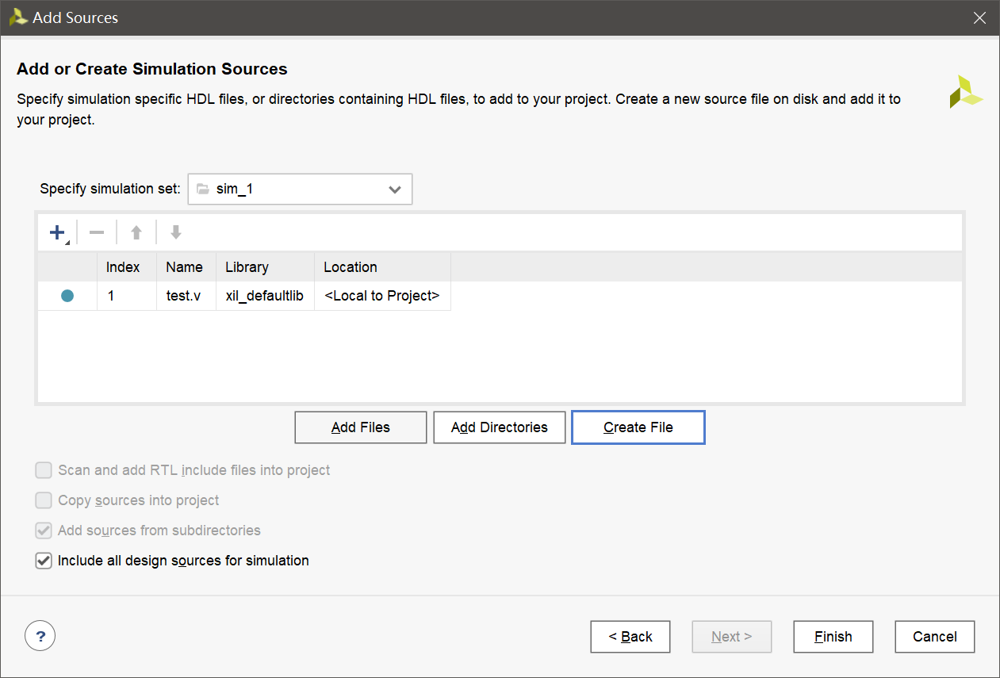 Add Sources
Add or Create Simulation Sources
Specify simulation specific HDL files, or directories containing HDL files, to add to your project. Create a new source file on disk and add it to
your project.
Specify simulation set: sim_1
Index Name Library Location
1 test.v xil_defaultlib <Local to Project>
Add Files Add Directories Create File
Scan and add RTL include files into project
Copy sources into project
Add sources from subdirectories
Include all design sources for simulation
? < Back Next > Finish Cancel